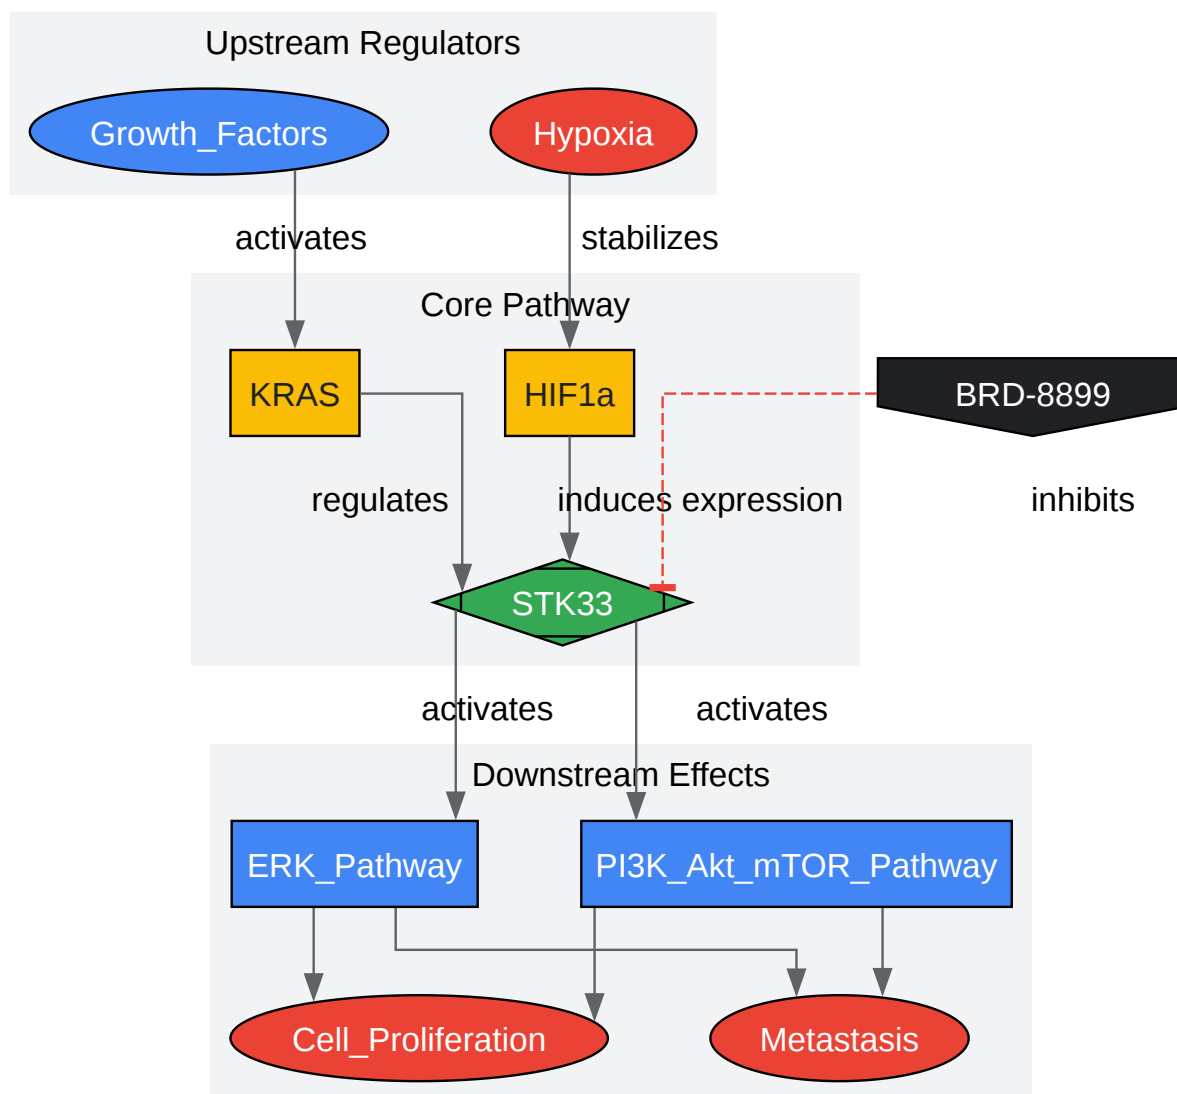 Upstream Regulators
Growth_Factors
Hypoxia
activates
stabilizes
Core Pathway
KRAS
HIF1a
BRD-8899
regulates
induces expression
inhibits
STK33
activates
activates
Downstream Effects
ERK_Pathway
PI3K_Akt_mTOR_Pathway
Cell_Proliferation
Metastasis